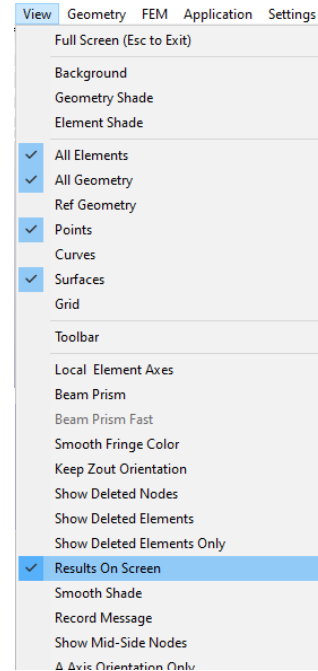 View Geometry FEM Application Settings
Full Screen (Esc to Exit)
Background
Geometry Shade
Element Shade
All Elements
All Geometry
Ref Geometry
Points
Curves
Surfaces
Grid
Toolbar
Local Element Axes
Beam Prism
Beam Prism Fast
Smooth Fringe Color
Keep Zout Orientation
Show Deleted Nodes
Show Deleted Elements
Show Deleted Elements Only
Results On Screen
Smooth Shade
Record Message
Show Mid-Side Nodes
A Axis Orientation Only